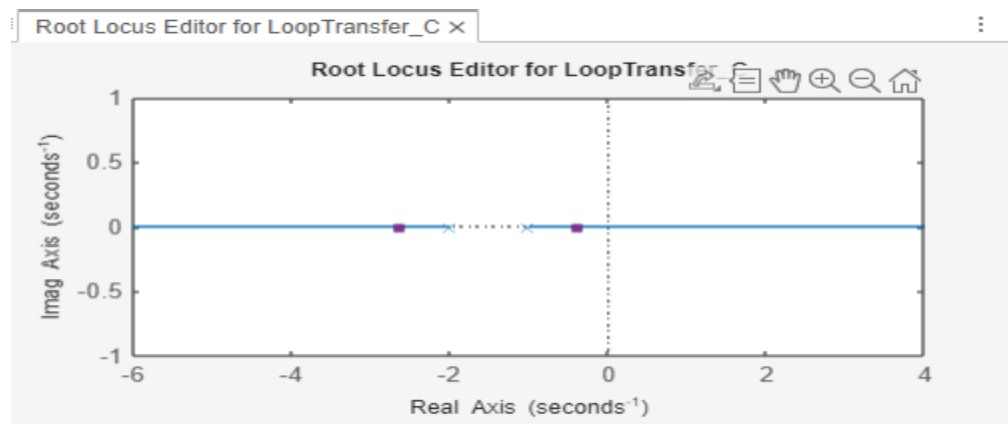 Root Locus Editor for LoopTransfer_C ×
Root Locus Editor for LoopTransfer_C
1
0.5
0
-0.5
-1
Imag Axis (seconds⁻¹)
-6 -4 -2 0 2 4
Real Axis (seconds⁻¹)